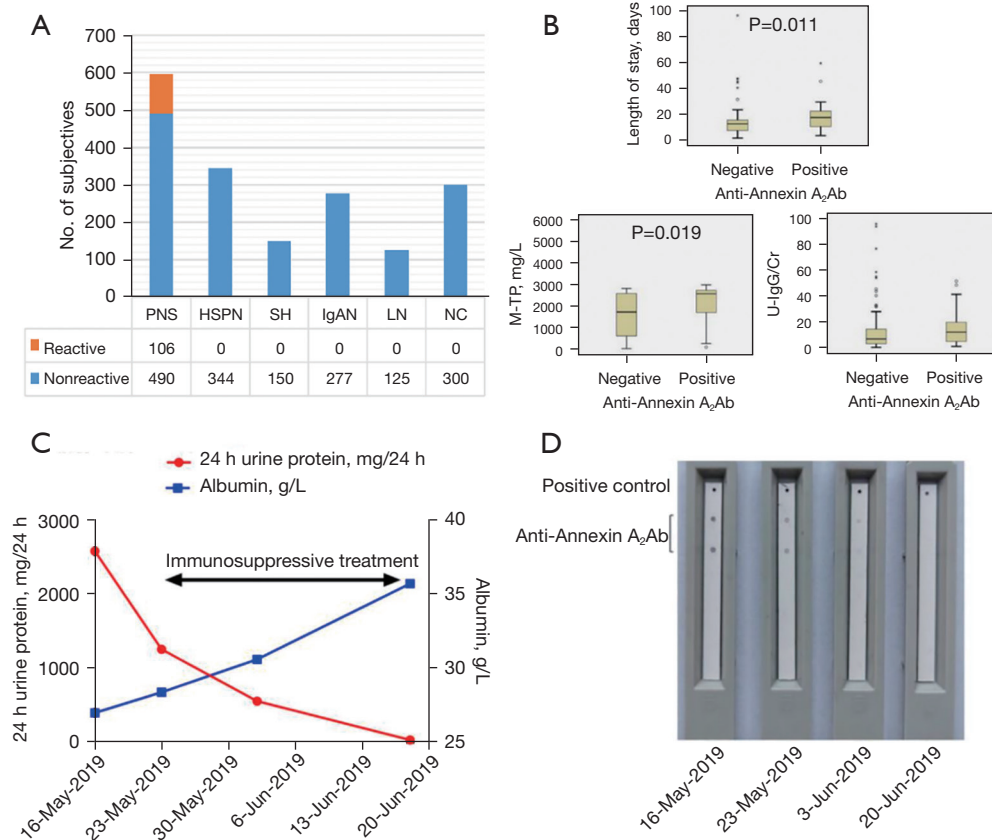 A
700
600
500
400
300
200
100
0
No. of subjectives
PNS HSPN SH IgAN LN NC
Reactive 106 0 0 0 0 0
Nonreactive 490 344 150 277 125 300
B
Length of stay, days
100
80
60
40
20
0
P=0.011
Negative Positive
Anti-Annexin A₂Ab
M-TP, mg/L
6000
5000
4000
3000
2000
1000
0
P=0.019
Negative Positive
Anti-Annexin A₂Ab
U-IgG/Cr
100
80
60
40
20
0
Negative Positive
Anti-Annexin A₂Ab
C
24 h urine protein, mg/24 h
Albumin, g/L
24 h urine protein, mg/24 h
3000
2000
1000
0
Immunosuppressive treatment
40
35
30
25
Albumin, g/L
16-May-2019
23-May-2019
30-May-2019
6-Jun-2019
13-Jun-2019
20-Jun-2019
D
Positive control
Anti-Annexin A₂Ab
16-May-2019
23-May-2019
3-Jun-2019
20-Jun-2019